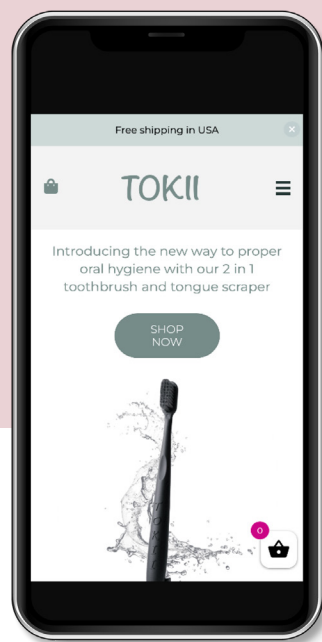 Free shipping in USA
TOKII
Introducing the new way to proper
oral hygiene with our 2 in 1
toothbrush and tongue scraper
SHOP
NOW
0